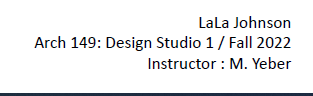 LaLa Johnson
Arch 149: Design Studio 1 / Fall 2022
Instructor : M. Yeber